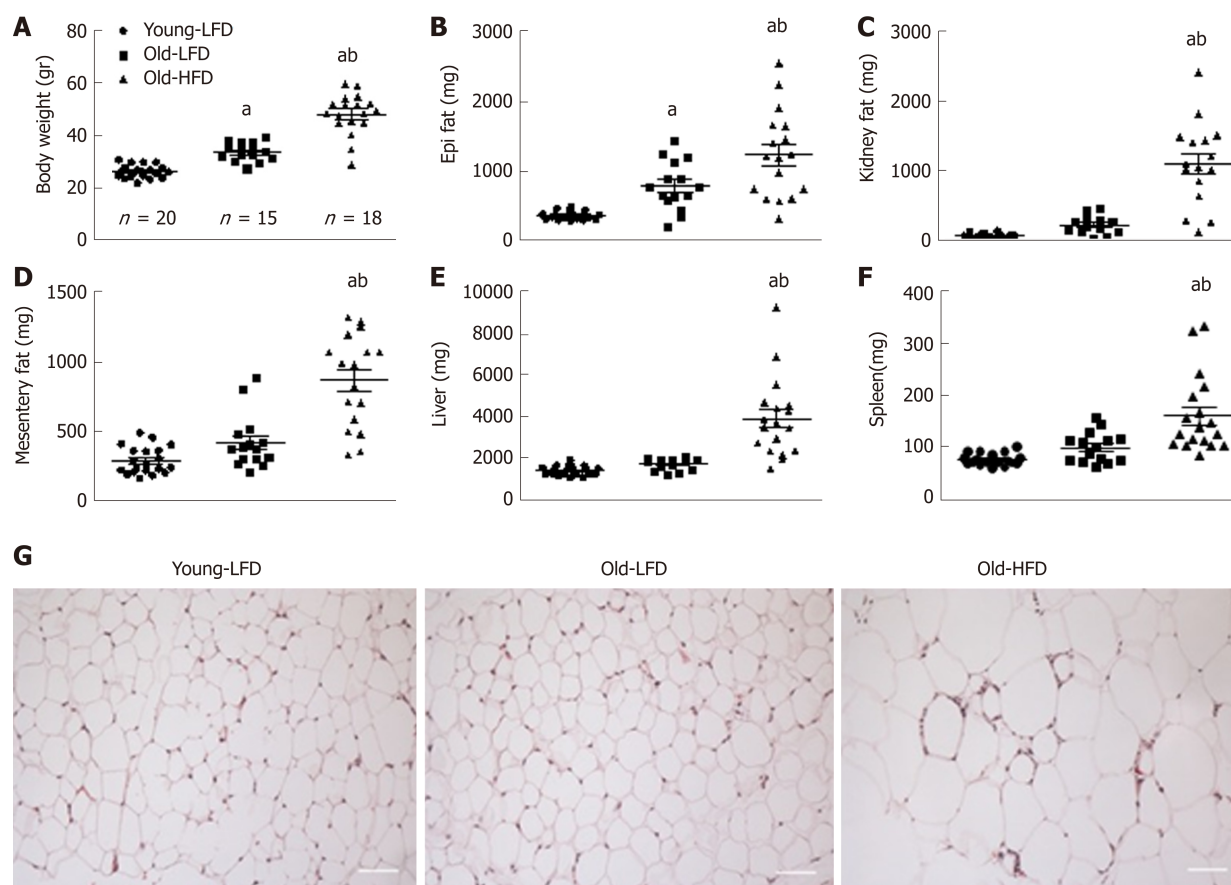 A
Body weight (gr)
80
60
40
20
0
Young-LFD
Old-LFD
Old-HFD
a
ab
n = 20
n = 15
n = 18
B
Epi fat (mg)
3000
2000
1000
0
a
ab
C
Kidney fat (mg)
3000
2000
1000
0
ab
D
Mesentery fat (mg)
1500
1000
500
0
ab
E
Liver (mg)
10000
8000
6000
4000
2000
0
ab
F
Spleen(mg)
400
300
200
100
0
ab
G
Young-LFD
Old-LFD
Old-HFD